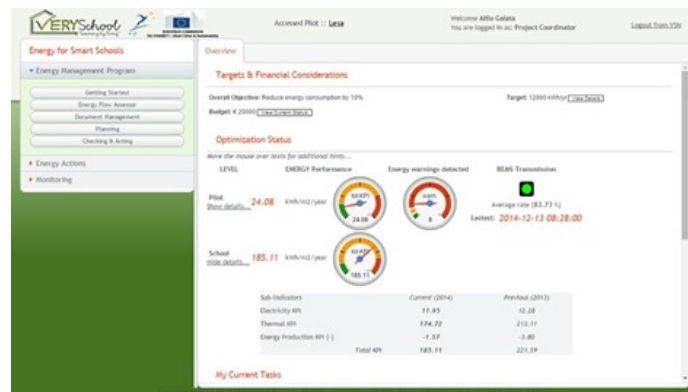 VERYSchool
Accessed Pilot :: Lesa
Welcome Alfio Galata
You are logged in as: Project Coordinator
Logout from VSN
Energy for Smart Schools
Energy Management Program
Getting Started
Energy Flow Assessor
Document Management
Planning
Checking & Acting
Energy Actions
Monitoring
Overview
Targets & Financial Considerations
Overall Objective: Reduce energy consumption by 10%
Target: 12000 kWh/yr View Details
Budget: € 20000 View Current Status
Optimization Status
Move the mouse over texts for additional hints...
LEVEL ENERGY Performance Energy warnings detected BEMS Transmission
Pilot 24.08 kWh/m2/year
Show details...
24.08
warn.
0
Average rate (83.73 %)
Lastest: 2014-12-13 08:28:00
School 185.11 kWh/m2/year
Hide details...
185.11
Sub-Indicators Current (2014) Previous (2013)
Electricity KPI 11.95 12.28
Thermal KPI 174.72 213.11
Energy Production KPI (-) -1.57 -3.80
Total KPI 185.11 221.59
My Current Tasks